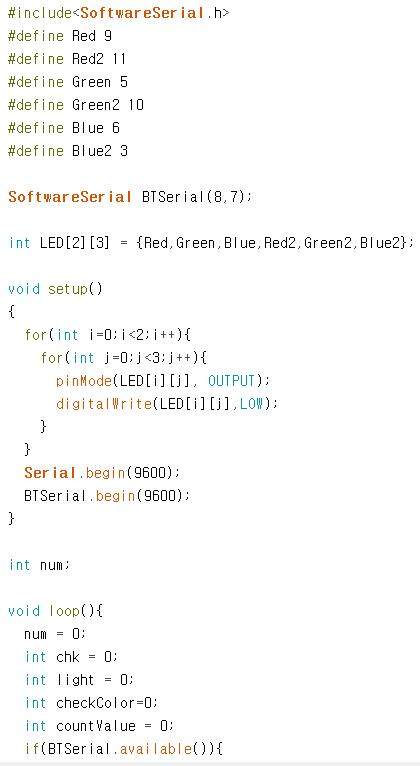 #include<SoftwareSerial.h>
#define Red 9
#define Red2 11
#define Green 5
#define Green2 10
#define Blue 6
#define Blue2 3
SoftwareSerial BTSerial(8,7);
int LED[2][3] = {Red,Green,Blue,Red2,Green2,Blue2};
void setup()
{
for(int i=0;i<2;i++){
for(int j=0;j<3;j++){
pinMode(LED[i][j], OUTPUT);
digitalWrite(LED[i][j],LOW);
}
}
Serial.begin(9600);
BTSerial.begin(9600);
}
int num;
void loop(){
num = 0;
int chk = 0;
int light = 0;
int checkColor=0;
int countValue = 0;
if(BTSerial.available()){